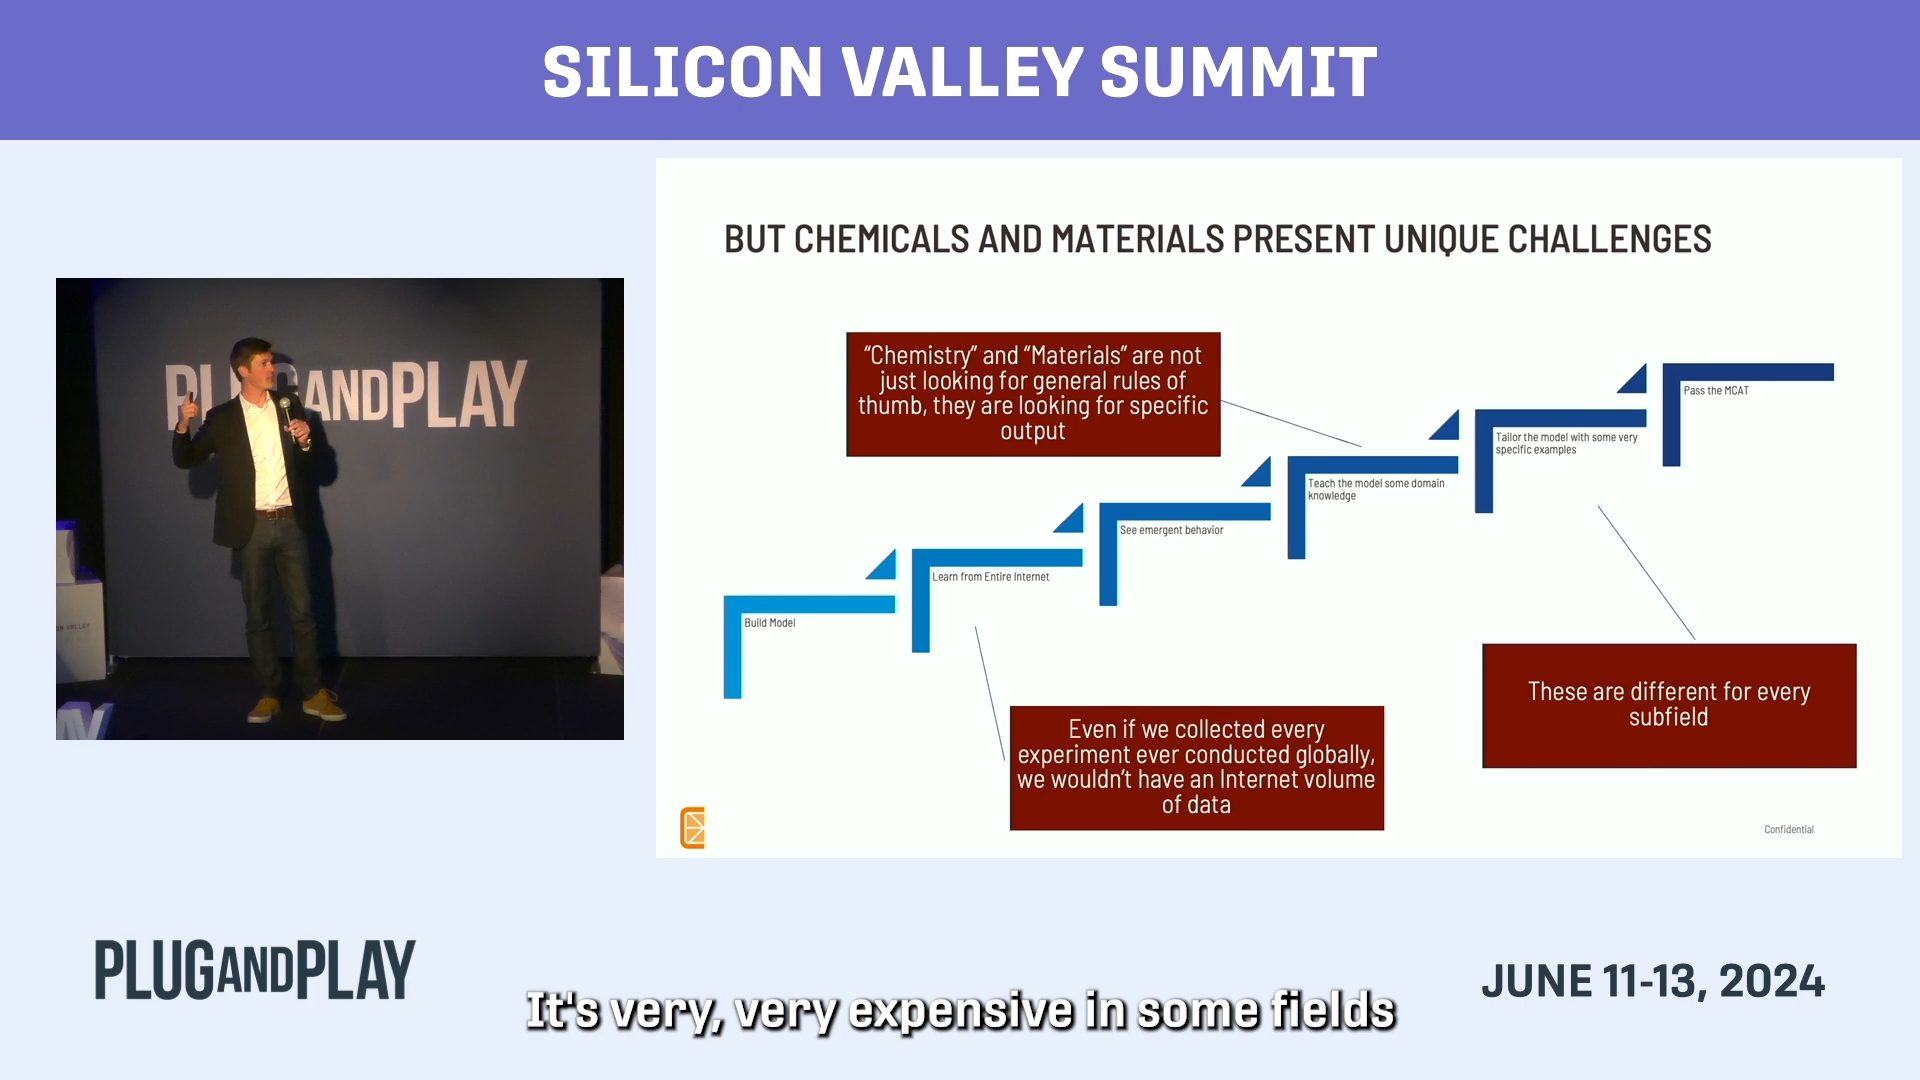 SILICON VALLEY SUMMIT
BUT CHEMICALS AND MATERIALS PRESENT UNIQUE CHALLENGES
“Chemistry” and “Materials” are not
just looking for general rules of
thumb, they are looking for specific
output
Pass the MCAT
Tailor the model with some very
specific examples
Teach the model some domain
knowledge
See emergent behavior
Learn from Entire Internet
Build Model
These are different for every
subfield
Even if we collected every
experiment ever conducted globally,
we wouldn’t have an Internet volume
of data
Confidential
PLUGANDPLAY
PLUGANDPLAY
It's very, very expensive in some fields
JUNE 11-13, 2024